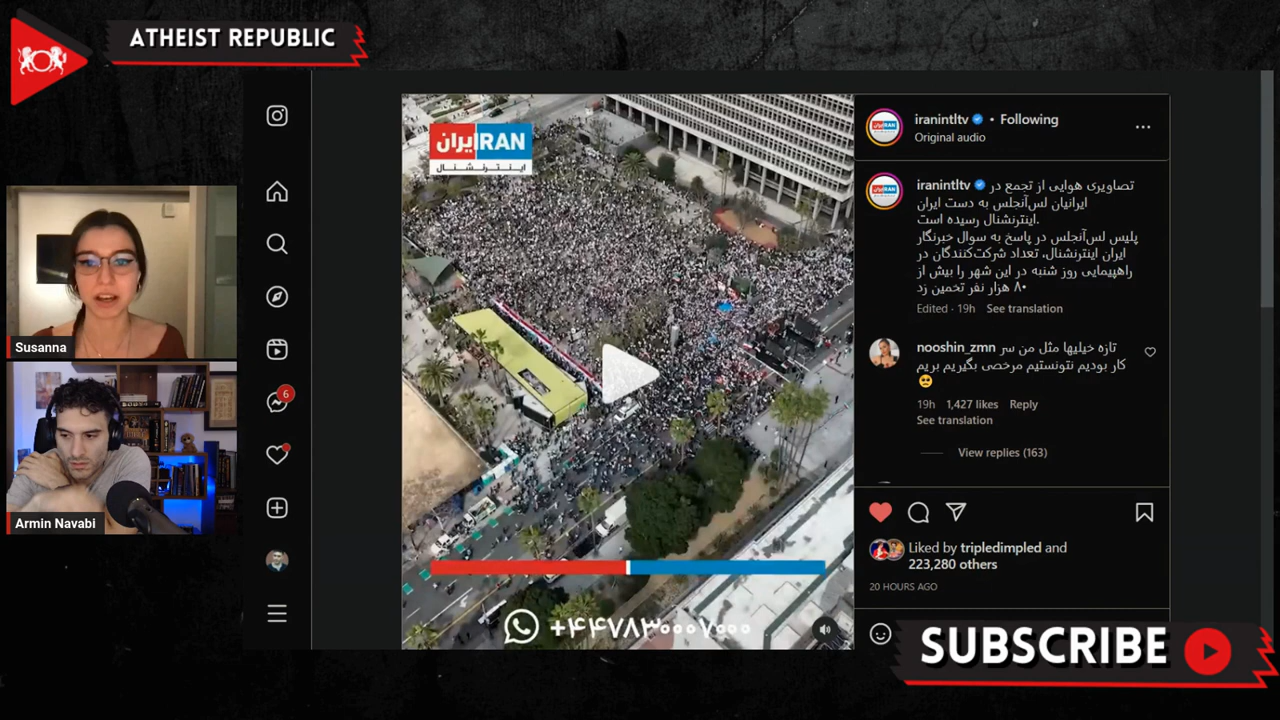 ATHEIST REPUBLIC
ایران IRAN
اینترنشنال
iranintltv • Following
Original audio
iranintltv تصاویری هوایی از تجمع در
ایرانیان لس‌آنجلس به دست ایران
اینترنشنال رسیده است.
پلیس لس‌آنجلس در پاسخ به سوال خبرنگار
ایران اینترنشنال، تعداد شرکت‌کنندگان در
راهپیمایی روز شنبه در این شهر را بیش از
۸۰ هزار نفر تخمین زد
Edited · 19h See translation
nooshin_zmn تازه خیلیها مثل من سر
کار بودیم نتونستیم مرخصی بگیریم بریم
19h 1,427 likes Reply
See translation
View replies (163)
Liked by tripledimpled and
223,280 others
20 HOURS AGO
6
Susanna
Armin Navabi
+۴۴۷۸۳۰۰۰۷۰۰۰
SUBSCRIBE